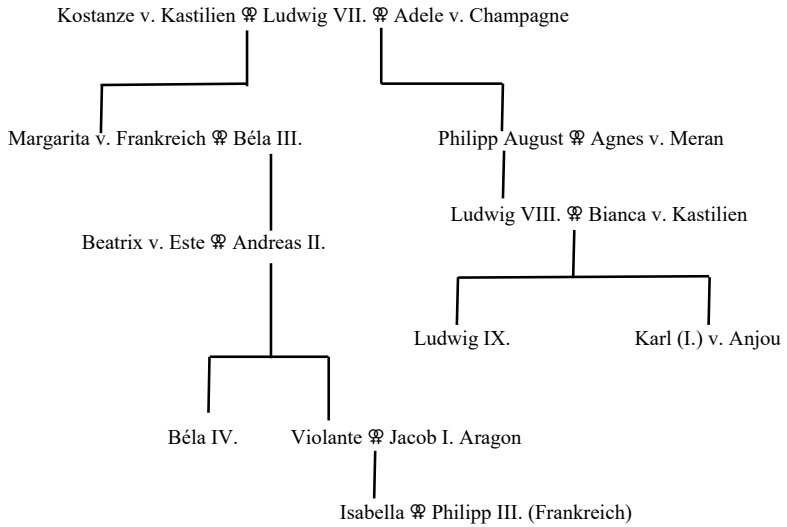 Kostanze v. Kastilien ⚭ Ludwig VII. ⚭ Adele v. Champagne
Margarita v. Frankreich ⚭ Béla III.
Philipp August ⚭ Agnes v. Meran
Ludwig VIII. ⚭ Bianca v. Kastilien
Beatrix v. Este ⚭ Andreas II.
Ludwig IX.
Karl (I.) v. Anjou
Béla IV.
Violante ⚭ Jacob I. Aragon
Isabella ⚭ Philipp III. (Frankreich)